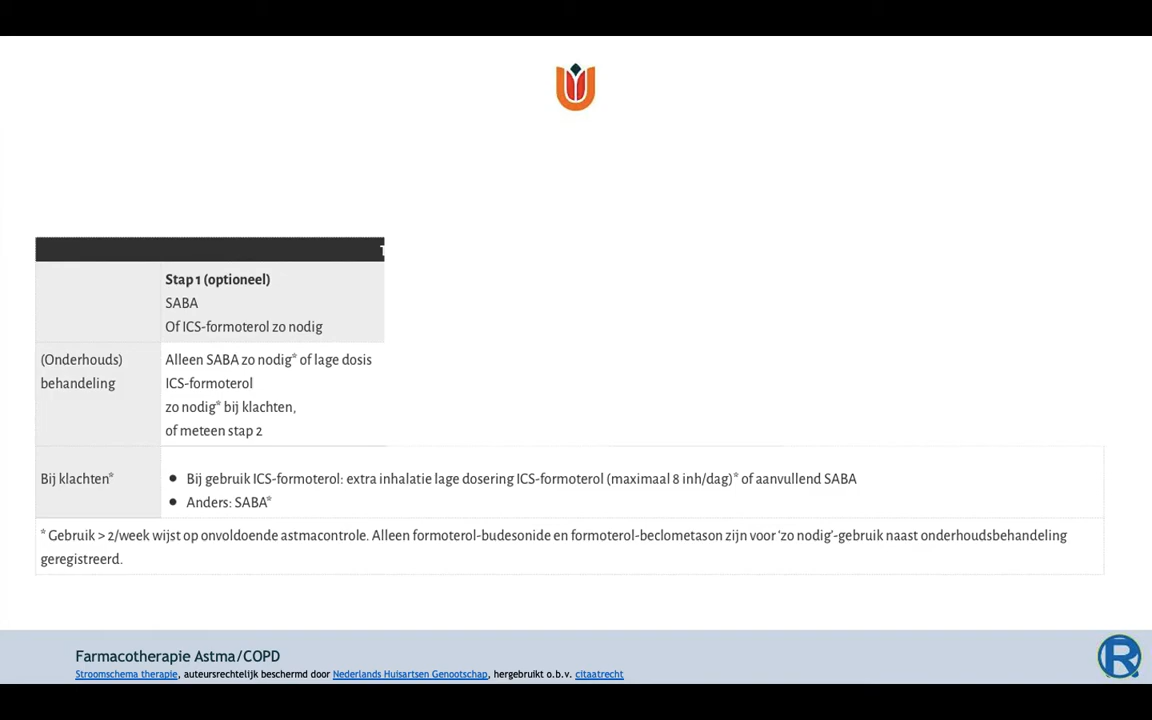 Stap 1 (optioneel)
SABA
Of ICS-formoterol zo nodig
(Onderhouds)
behandeling
Alleen SABA zo nodig* of lage dosis
ICS-formoterol
zo nodig* bij klachten,
of meteen stap 2
Bij klachten*
• Bij gebruik ICS-formoterol: extra inhalatie lage dosering ICS-formoterol (maximaal 8 inh/dag)* of aanvullend SABA
• Anders: SABA*
* Gebruik > 2/week wijst op onvoldoende astmacontrole. Alleen formoterol-budesonide en formoterol-beclometason zijn voor ‘zo nodig’-gebruik naast onderhoudsbehandeling
geregistreerd.
Farmacotherapie Astma/COPD
Stroomschema therapie, auteursrechtelijk beschermd door Nederlands Huisartsen Genootschap, hergebruikt o.b.v. citaatrecht
R